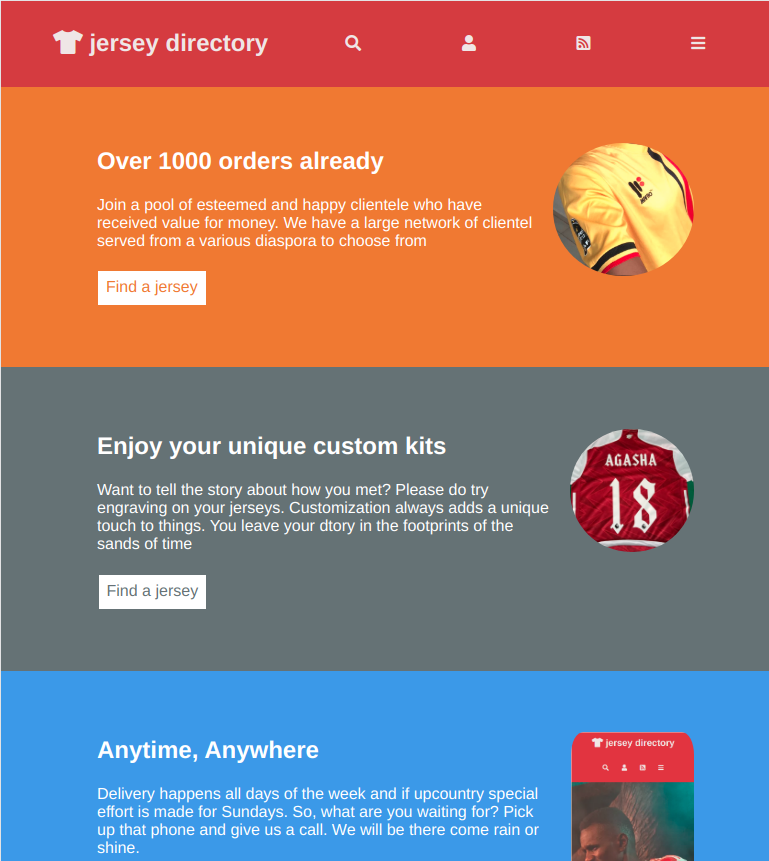 jersey directory
Over 1000 orders already
Join a pool of esteemed and happy clientele who have
received value for money. We have a large network of clientel
served from a various diaspora to choose from
Find a jersey
Enjoy your unique custom kits
AGASHA
18
Want to tell the story about how you met? Please do try
engraving on your jerseys. Customization always adds a unique
touch to things. You leave your dtory in the footprints of the
sands of time
Find a jersey
Anytime, Anywhere
jersey directory
Delivery happens all days of the week and if upcountry special
effort is made for Sundays. So, what are you waiting for? Pick
up that phone and give us a call. We will be there come rain or
shine.